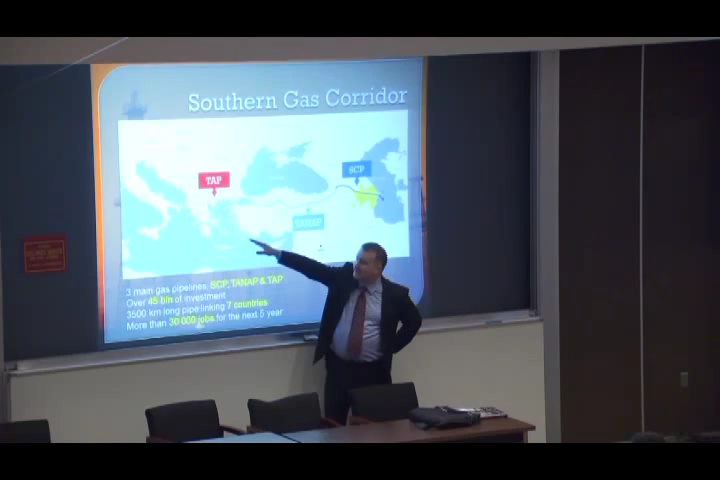 Southern Gas Corridor
SCP
TAP
TANAP
3 main gas pipelines: SCP, TANAP & TAP
Over 45 bln of investment
3500 km long pipe linking 7 countries
More than 30 000 jobs for the next 5 year